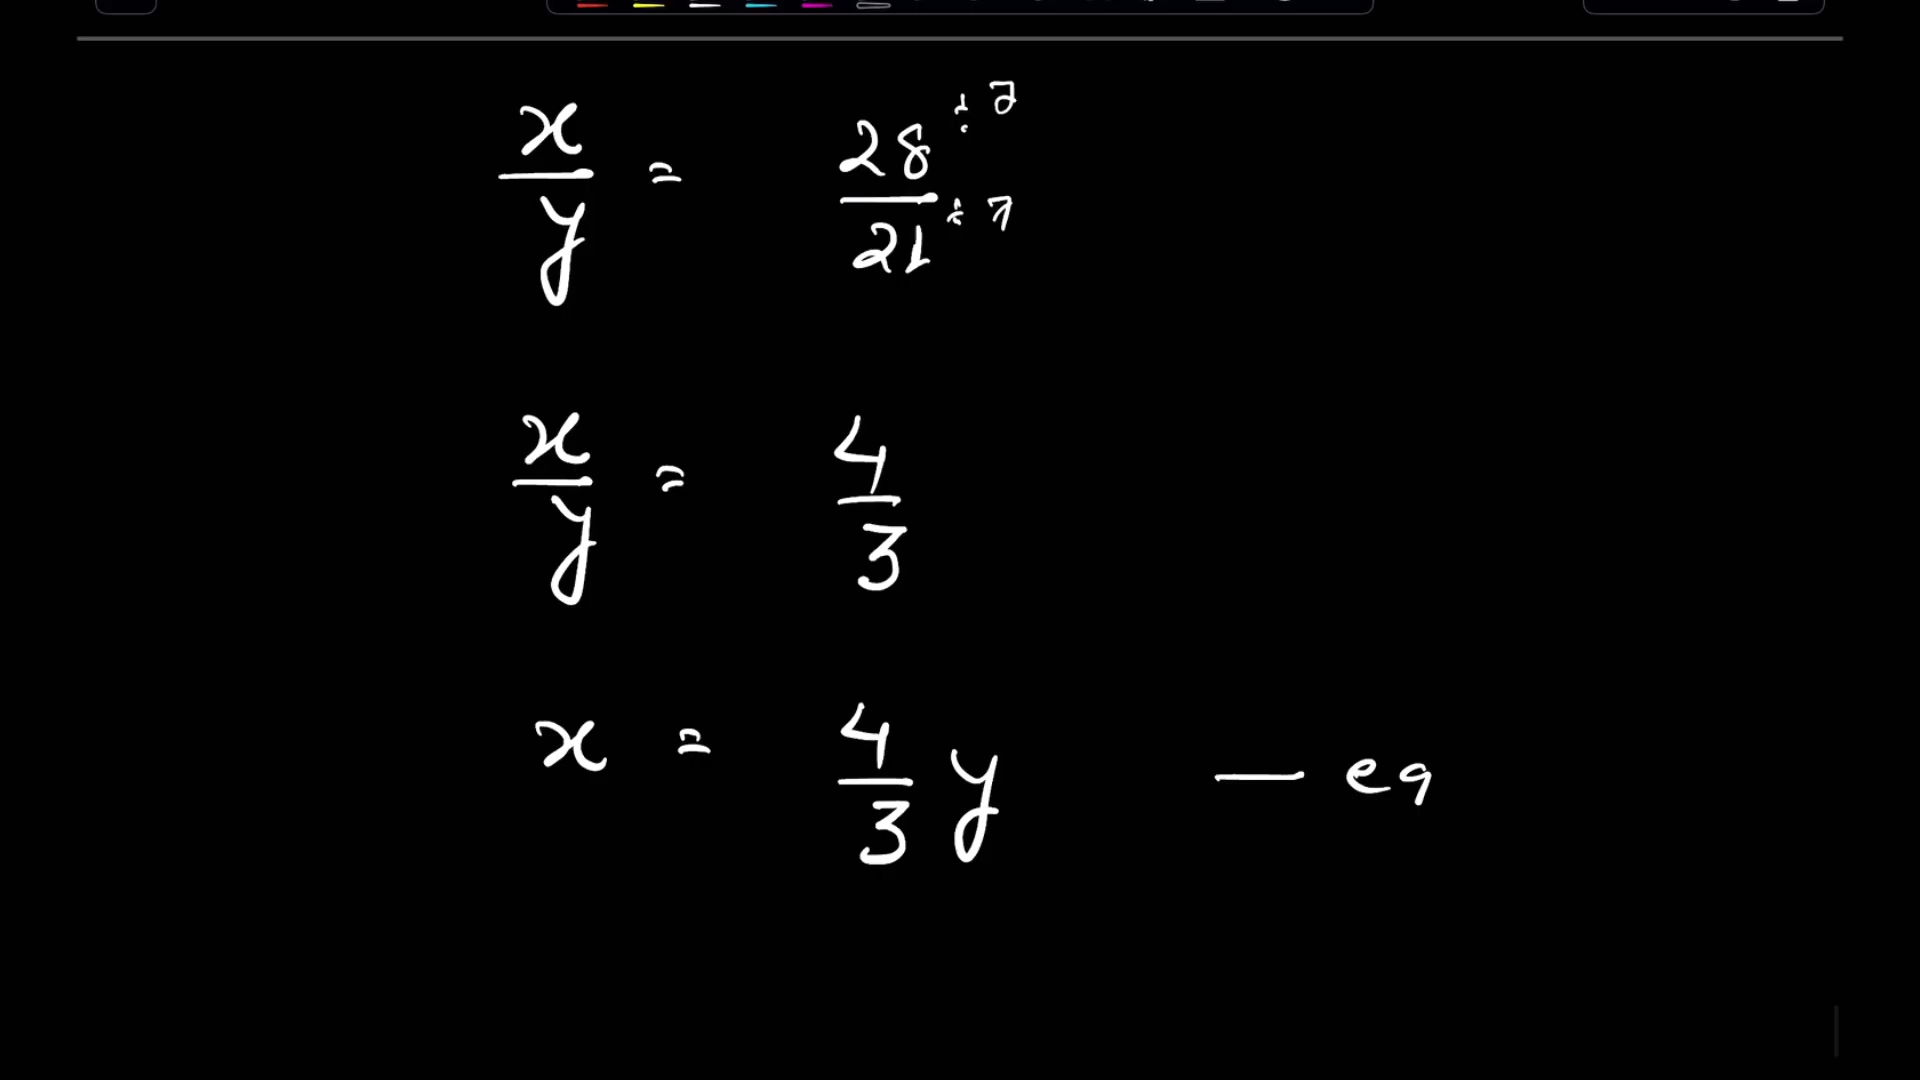 x/y = 28 ÷ 7 / 21 ÷ 7
x/y = 4/3
x = 4/3 y — eq